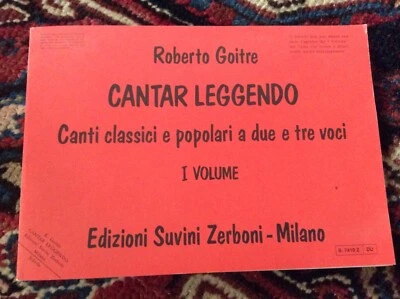 Roberto Goitre
CANTAR LEGGENDO
Canti classici e popolari a due e tre voci
I VOLUME
Edizioni Suvini Zerboni - Milano